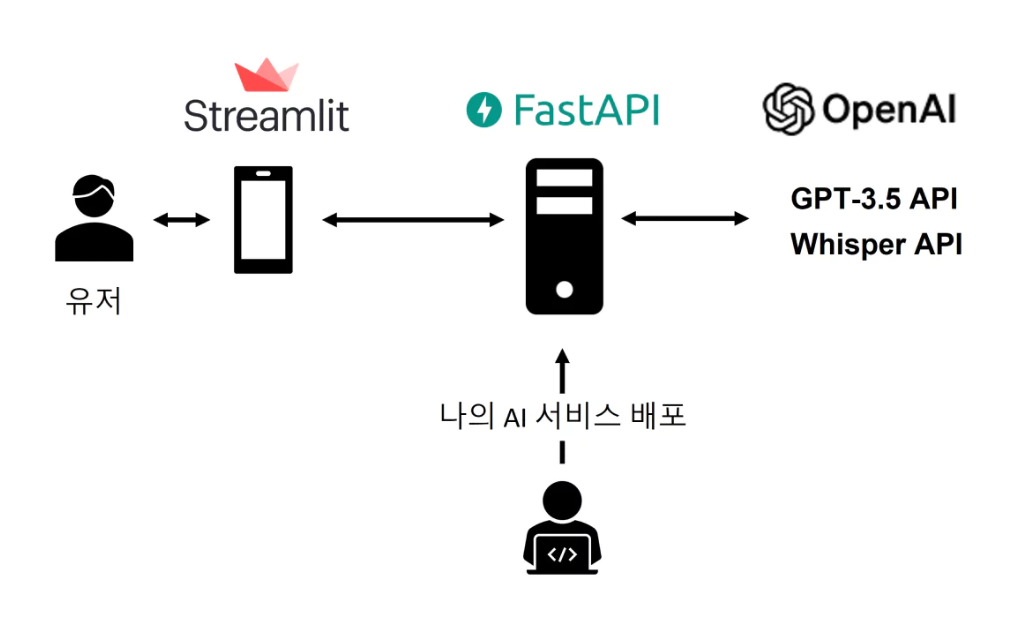 Streamlit
FastAPI
OpenAI
GPT-3.5 API
Whisper API
유저
나의 AI 서비스 배포
</>